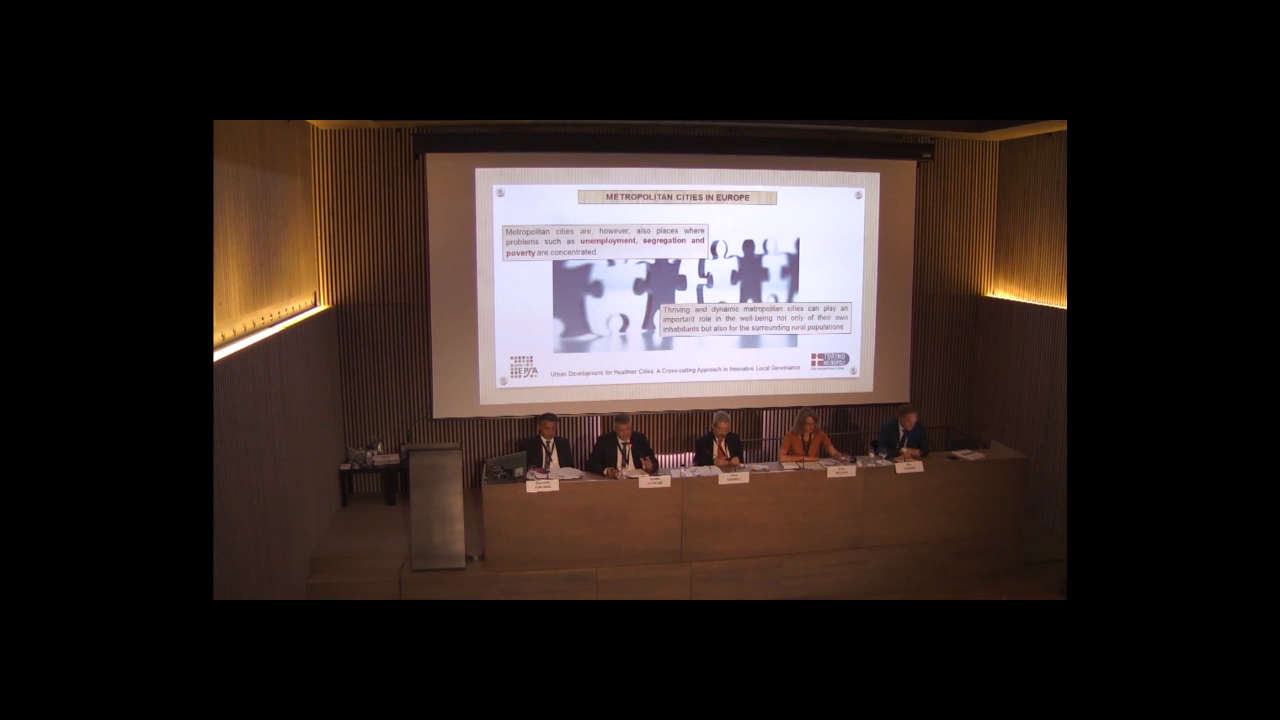 METROPOLITAN CITIES IN EUROPE
Metropolitan cities are, however, also places where
problems such as unemployment, segregation and
poverty are concentrated.
Thriving and dynamic metropolitan cities can play an
important role in the well-being not only of their own
inhabitants but also for the surrounding rural populations
EPSA
Urban Development for Healthier Cities: A Cross-cutting Approach to Innovative Local Governance
TORINO
METROPOLI